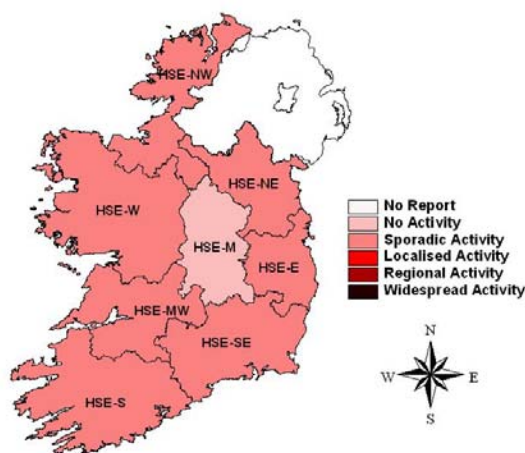 HSE-NW
HSE-NE
HSE-W
HSE-M
HSE-E
HSE-MW
HSE-SE
HSE-S
No Report
No Activity
Sporadic Activity
Localised Activity
Regional Activity
Widespread Activity
N
W E
S